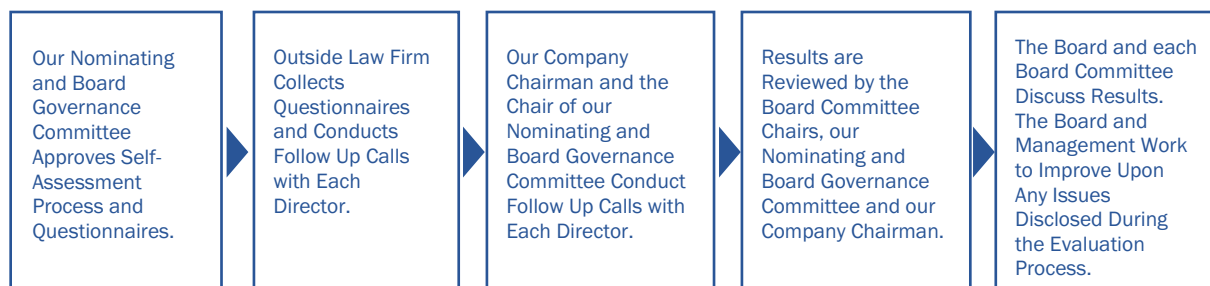 Our Nominating
and Board
Governance
Committee
Approves Self-
Assessment
Process and
Questionnaires.
Outside Law Firm
Collects
Questionnaires
and Conducts
Follow Up Calls
with Each
Director.
Our Company
Chairman and the
Chair of our
Nominating and
Board Governance
Committee Conduct
Follow Up Calls with
Each Director.
Results are
Reviewed by the
Board Committee
Chairs, our
Nominating and
Board Governance
Committee and our
Company Chairman.
The Board and each
Board Committee
Discuss Results.
The Board and
Management Work
to Improve Upon
Any Issues
Disclosed During
the Evaluation
Process.